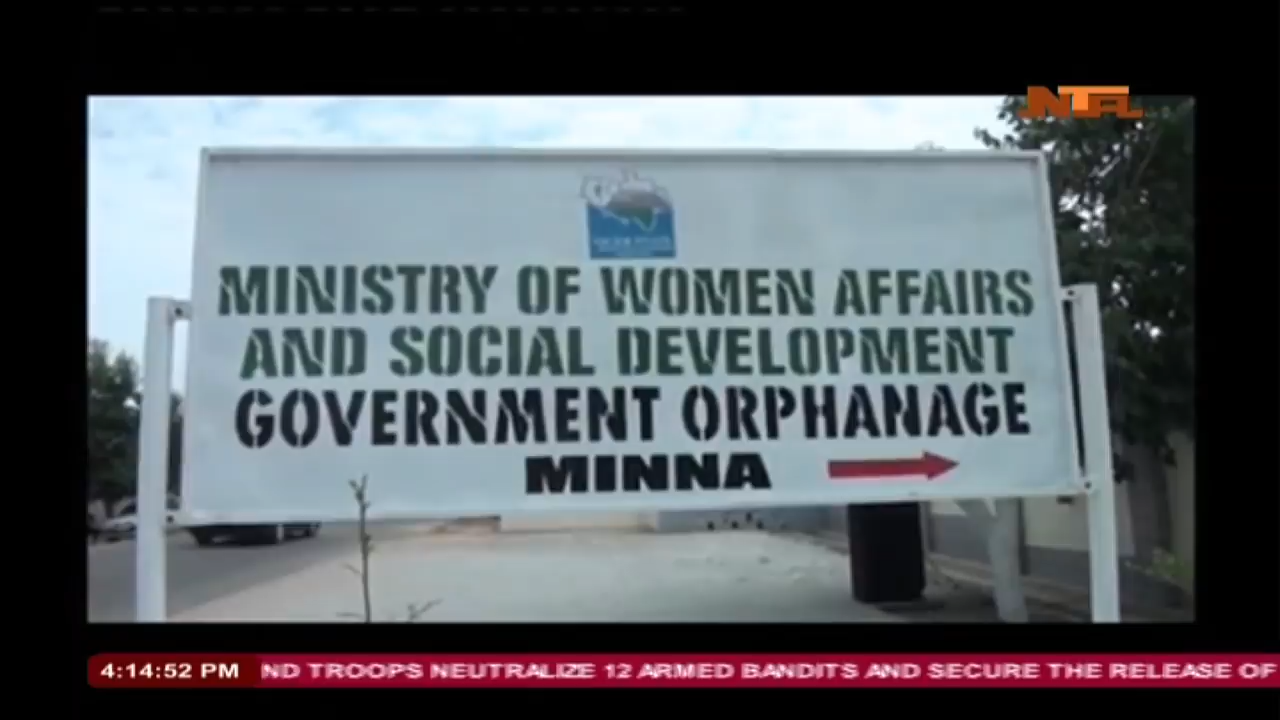 NTA
MINISTRY OF WOMEN AFFAIRS
AND SOCIAL DEVELOPMENT
GOVERNMENT ORPHANAGE
MINNA
4:14:52 PM
ND TROOPS NEUTRALIZE 12 ARMED BANDITS AND SECURE THE RELEASE OF